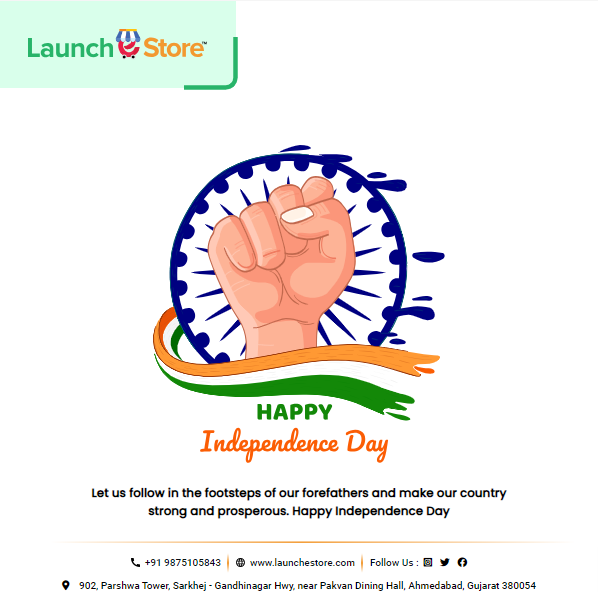 Launch e Store™
HAPPY
Independence Day
Let us follow in the footsteps of our forefathers and make our country
strong and prosperous. Happy Independence Day
+91 9875105843 www.launchestore.com Follow Us :
902, Parshwa Tower, Sarkhej - Gandhinagar Hwy, near Pakvan Dining Hall, Ahmedabad, Gujarat 380054